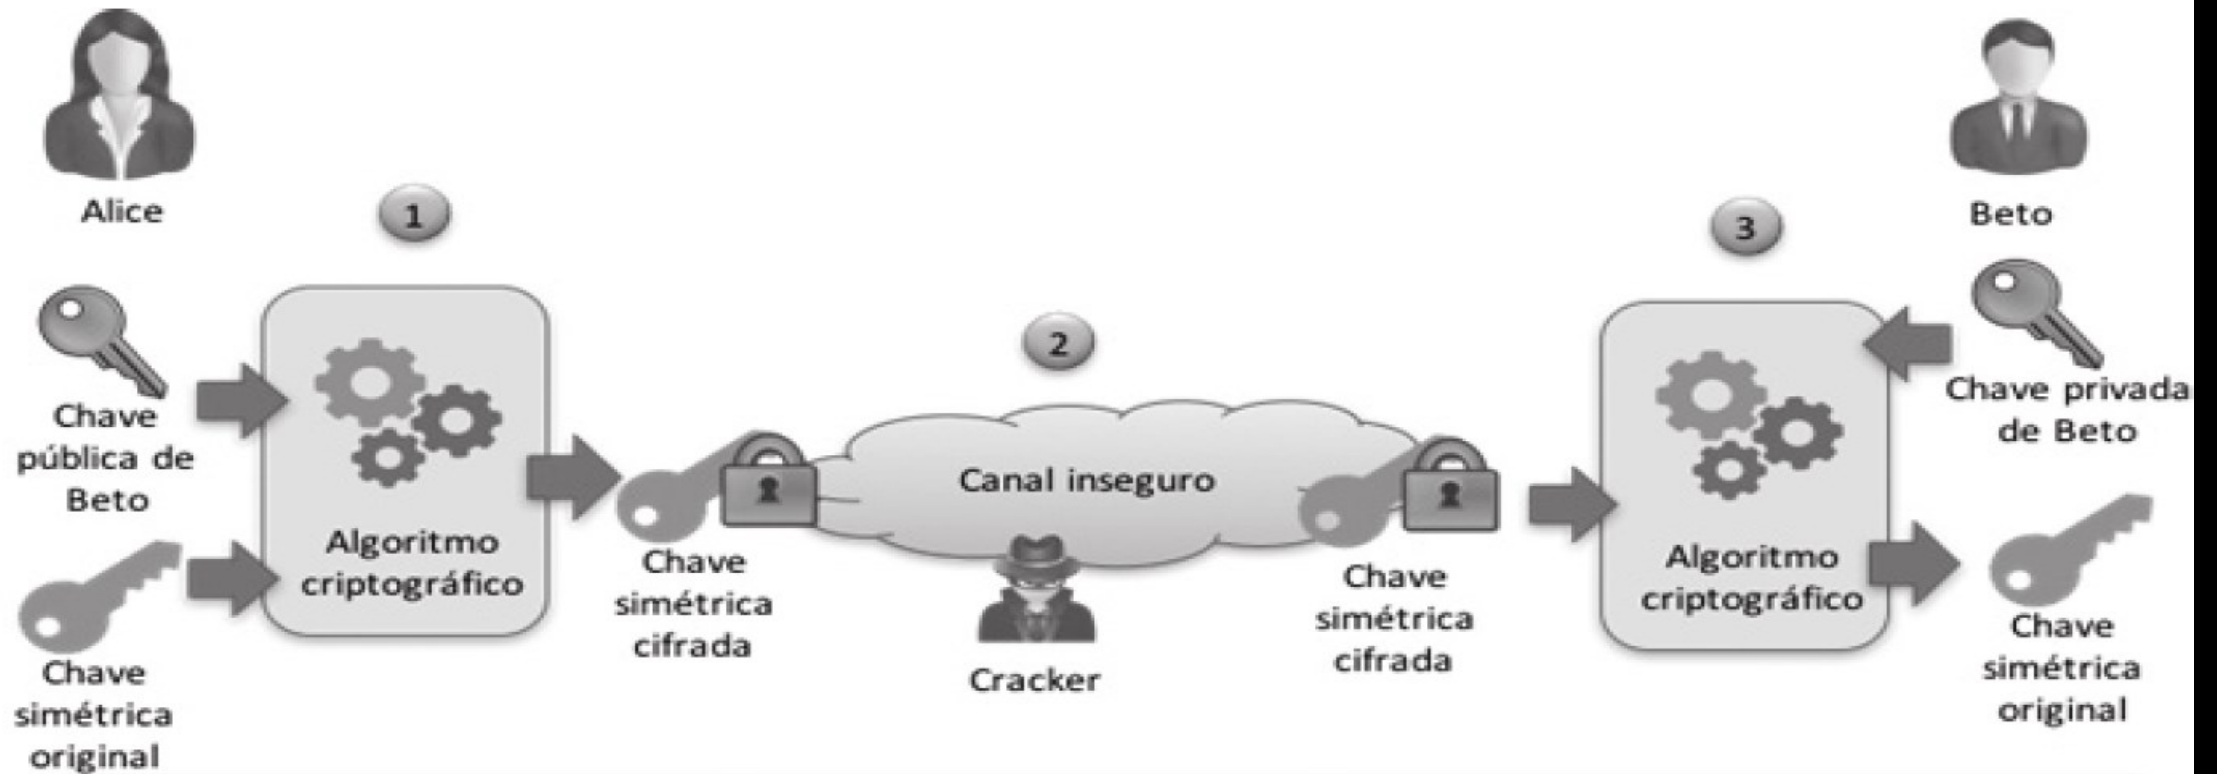 Alice
1
Chave
pública de
Beto
Chave
simétrica
original
Algoritmo
criptográfico
Chave
simétrica
cifrada
2
Canal inseguro
Cracker
Chave
simétrica
cifrada
3
Algoritmo
criptográfico
Beto
Chave privada
de Beto
Chave
simétrica
original